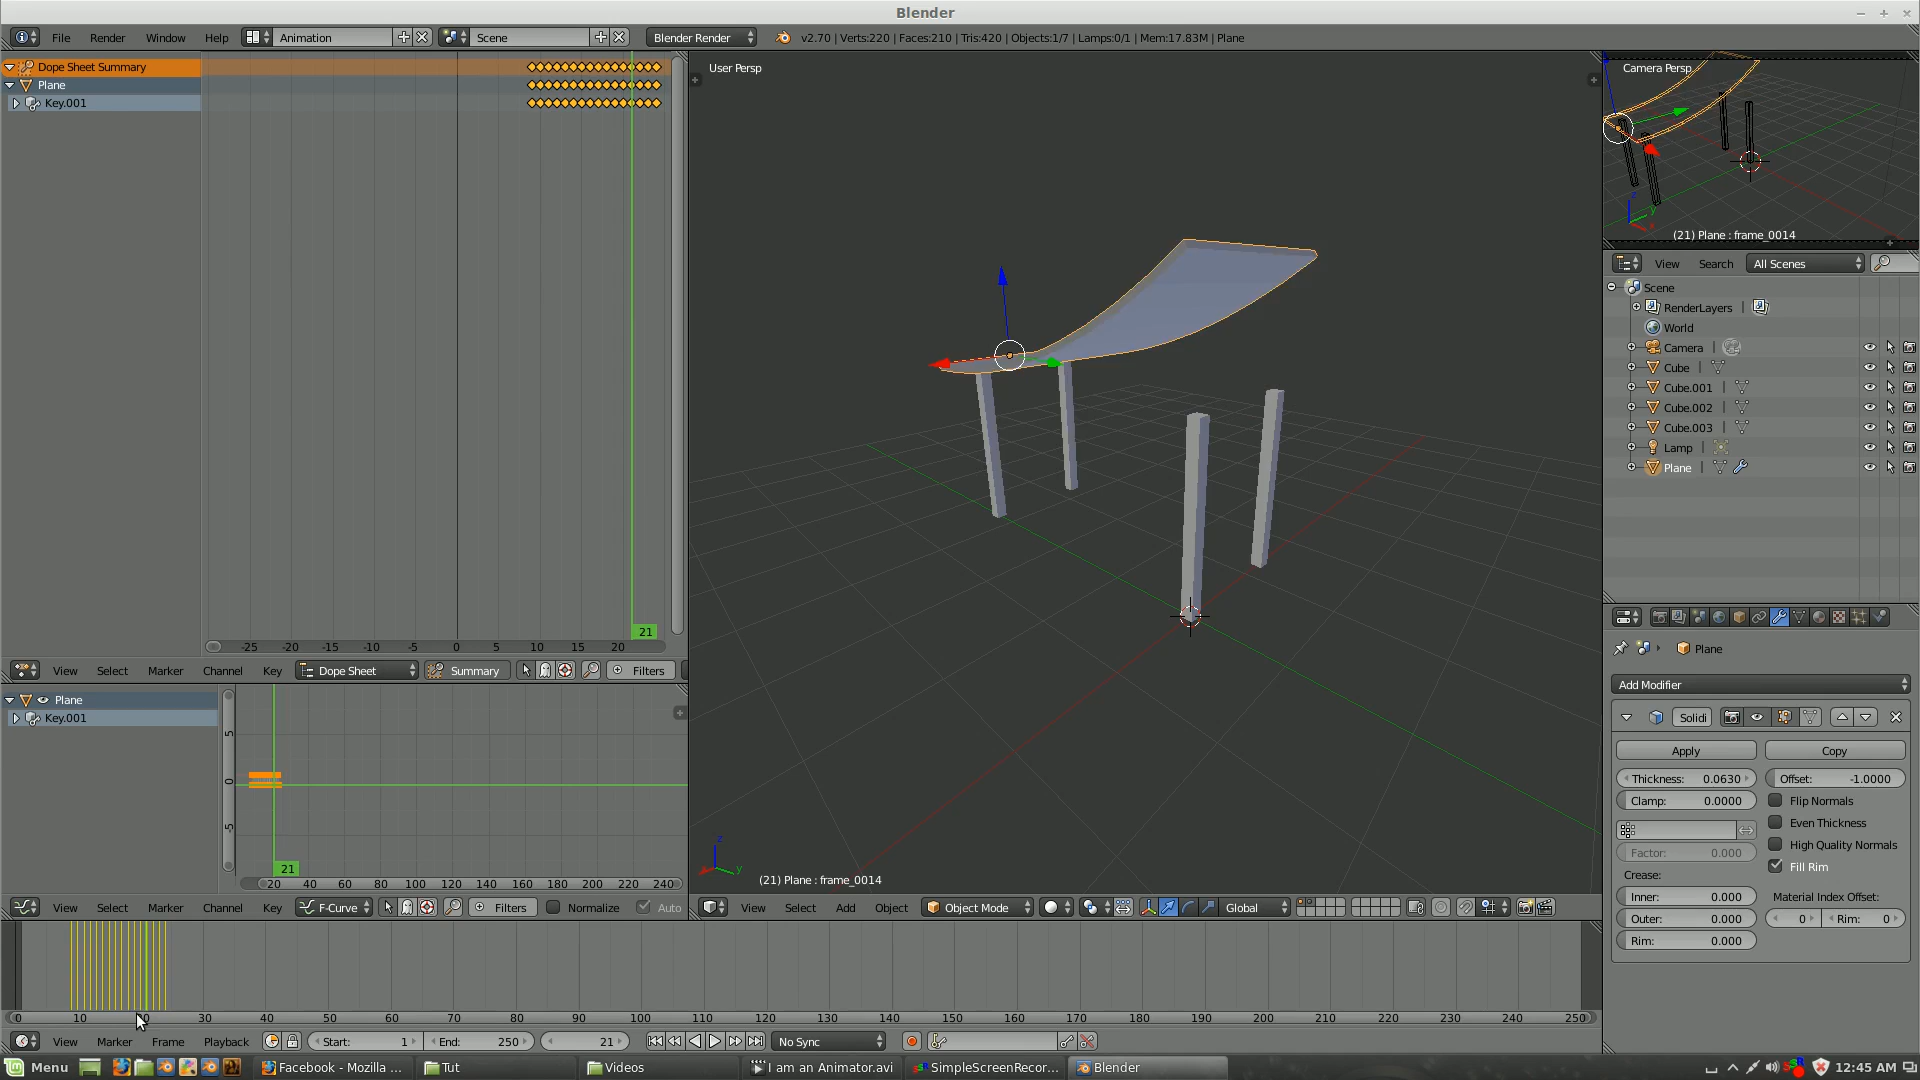 Blender
File Render Window Help Animation Scene Blender Render v2.70 | Verts:220 | Faces:210 | Tris:420 | Objects:1/7 | Lamps:0/1 | Mem:17.83M | Plane
Dope Sheet Summary
Plane
Key.001
-25 -20 -15 -10 -5 0 5 10 15 20
21
View Select Marker Channel Key Dope Sheet Summary Filters
Plane
Key.001
5
0
-5
21
20 40 60 80 100 120 140 160 180 200 220 240
View Select Marker Channel Key F-Curve Filters Normalize Auto
User Persp
(21) Plane : frame_0014
View Select Add Object Object Mode Global
Camera Persp
(21) Plane : frame_0014
View Search All Scenes
Scene
RenderLayers |
World
Camera |
Cube |
Cube.001 |
Cube.002 |
Cube.003 |
Lamp |
Plane |
Plane
Add Modifier
Solidi
Apply Copy
Thickness: 0.0630 Offset: -1.0000
Clamp: 0.0000 Flip Normals
Even Thickness
High Quality Normals
Factor: 0.000
Fill Rim
Crease:
Inner: 0.000 Material Index Offset:
Outer: 0.000 0 Rim: 0
Rim: 0.000
0 10 20 30 40 50 60 70 80 90 100 110 120 130 140 150 160 170 180 190 200 210 220 230 240 250
View Marker Frame Playback Start: 1 End: 250 21 No Sync
Menu Facebook - Mozilla ... Tut Videos I am an Animator.avi SimpleScreenRecor... Blender 12:45 AM